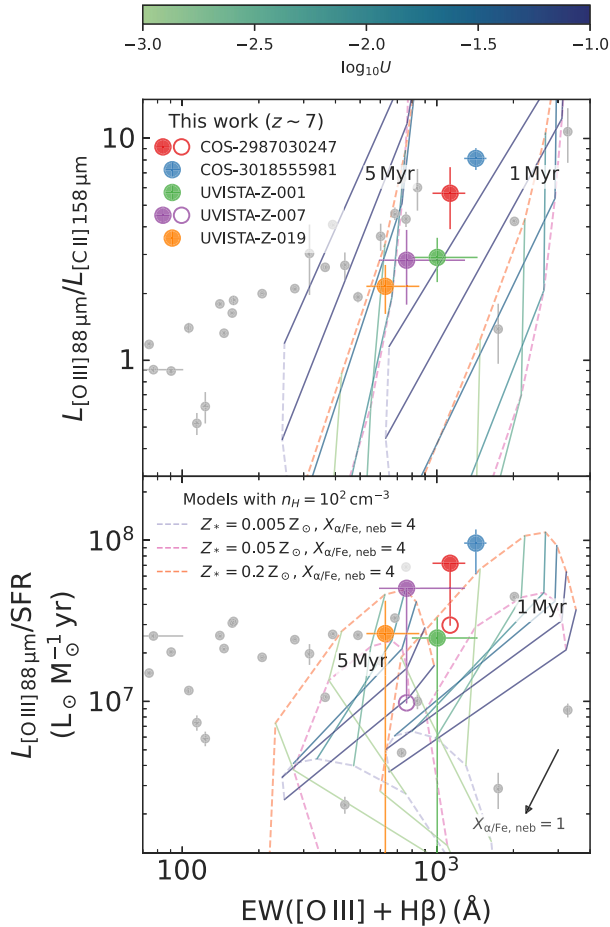 −3.0 −2.5 −2.0 −1.5 −1.0
log₁₀U
This work (z ∼ 7)
COS-2987030247
COS-3018555981
UVISTA-Z-001
UVISTA-Z-007
UVISTA-Z-019
5 Myr
1 Myr
10
1
L[O III] 88 μm/L[C II] 158 μm
Models with n_H = 10² cm⁻³
Z* = 0.005 Z⊙, Xα/Fe, neb = 4
Z* = 0.05 Z⊙, Xα/Fe, neb = 4
Z* = 0.2 Z⊙, Xα/Fe, neb = 4
10⁸
10⁷
L[O III] 88 μm/SFR
(L⊙ M⊙⁻¹ yr)
1 Myr
5 Myr
Xα/Fe, neb = 1
100 10³
EW([O III] + Hβ) (Å)